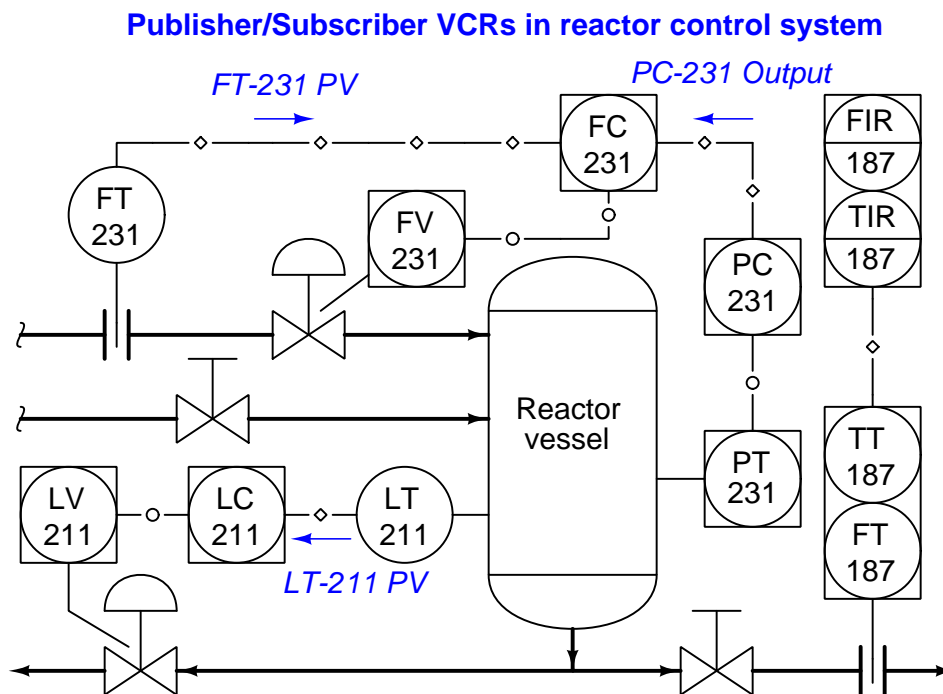 Publisher/Subscriber VCRs in reactor control system
FT-231 PV
PC-231 Output
FC
231
FIR
187
TIR
187
FT
231
FV
231
PC
231
Reactor
vessel
LV
211
LC
211
LT
211
PT
231
TT
187
FT
187
LT-211 PV